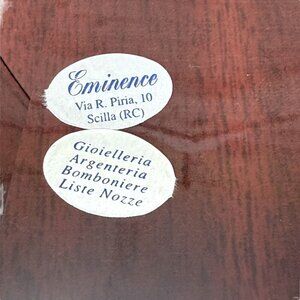 Eminence
Via R. Piria, 10
Scilla (RC)
Gioielleria
Argenteria
Bomboniere
Liste Nozze